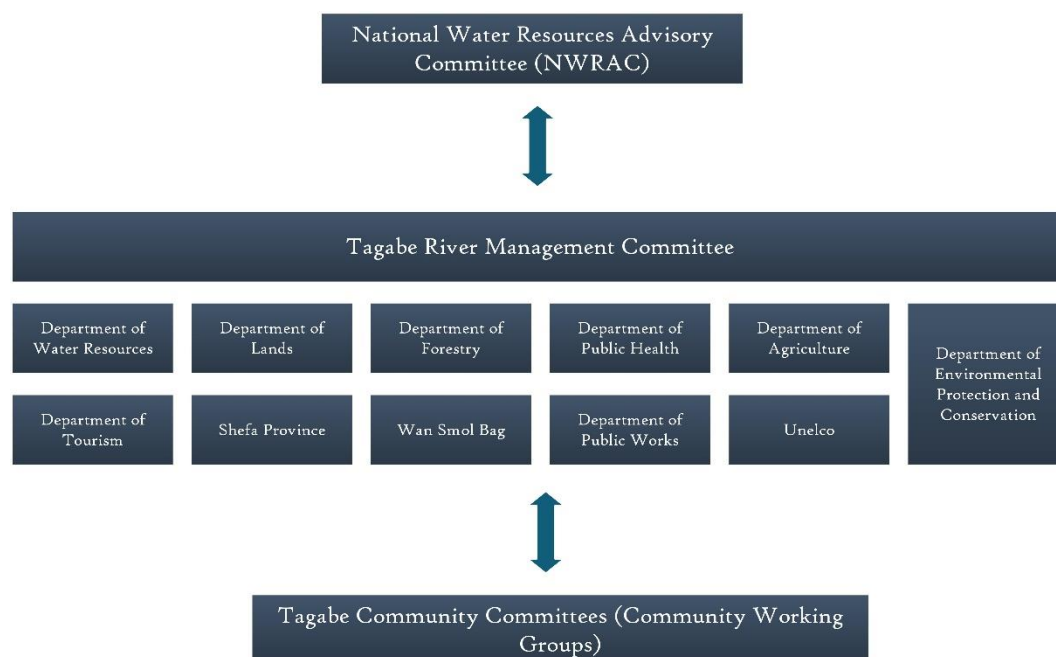 National Water Resources Advisory
Committee (NWRAC)
Tagabe River Management Committee
Department of
Water Resources
Department of
Lands
Department of
Forestry
Department of
Public Health
Department of
Agriculture
Department of
Environmental
Protection and
Conservation
Department of
Tourism
Shefa Province
Wan Smol Bag
Department of
Public Works
Unelco
Tagabe Community Committees (Community Working
Groups)